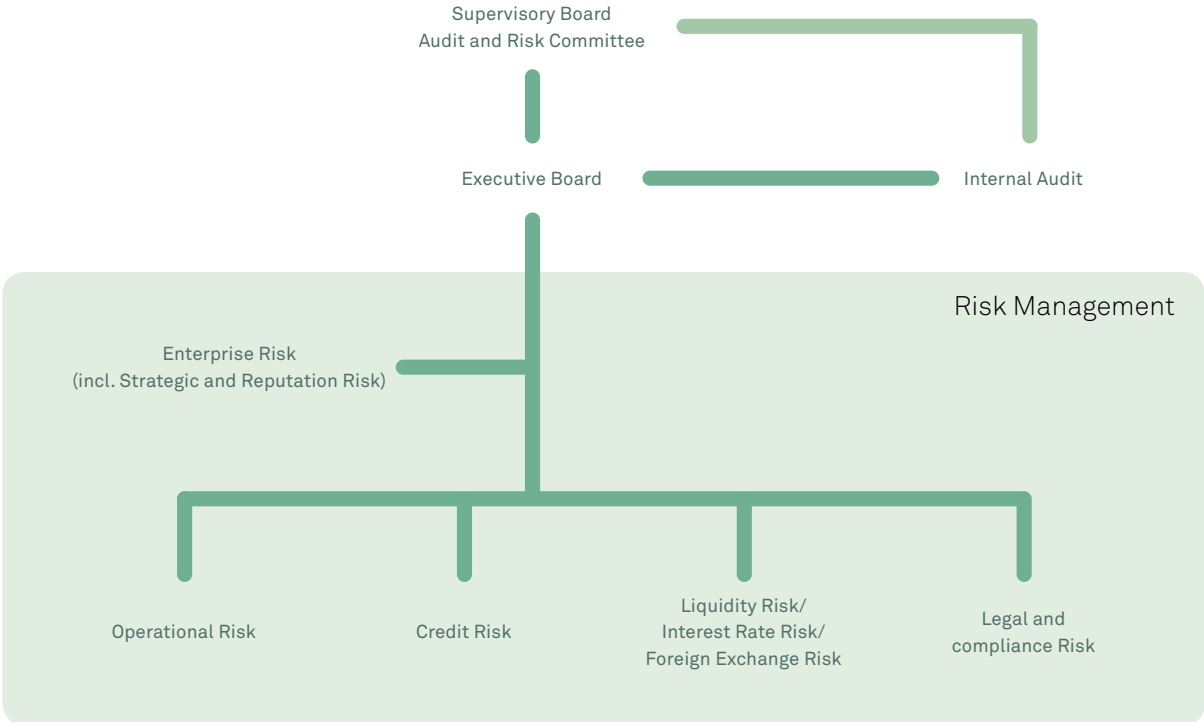 Supervisory Board
Audit and Risk Committee
Executive Board
Internal Audit
Risk Management
Enterprise Risk
(incl. Strategic and Reputation Risk)
Operational Risk
Credit Risk
Liquidity Risk/
Interest Rate Risk/
Foreign Exchange Risk
Legal and
compliance Risk